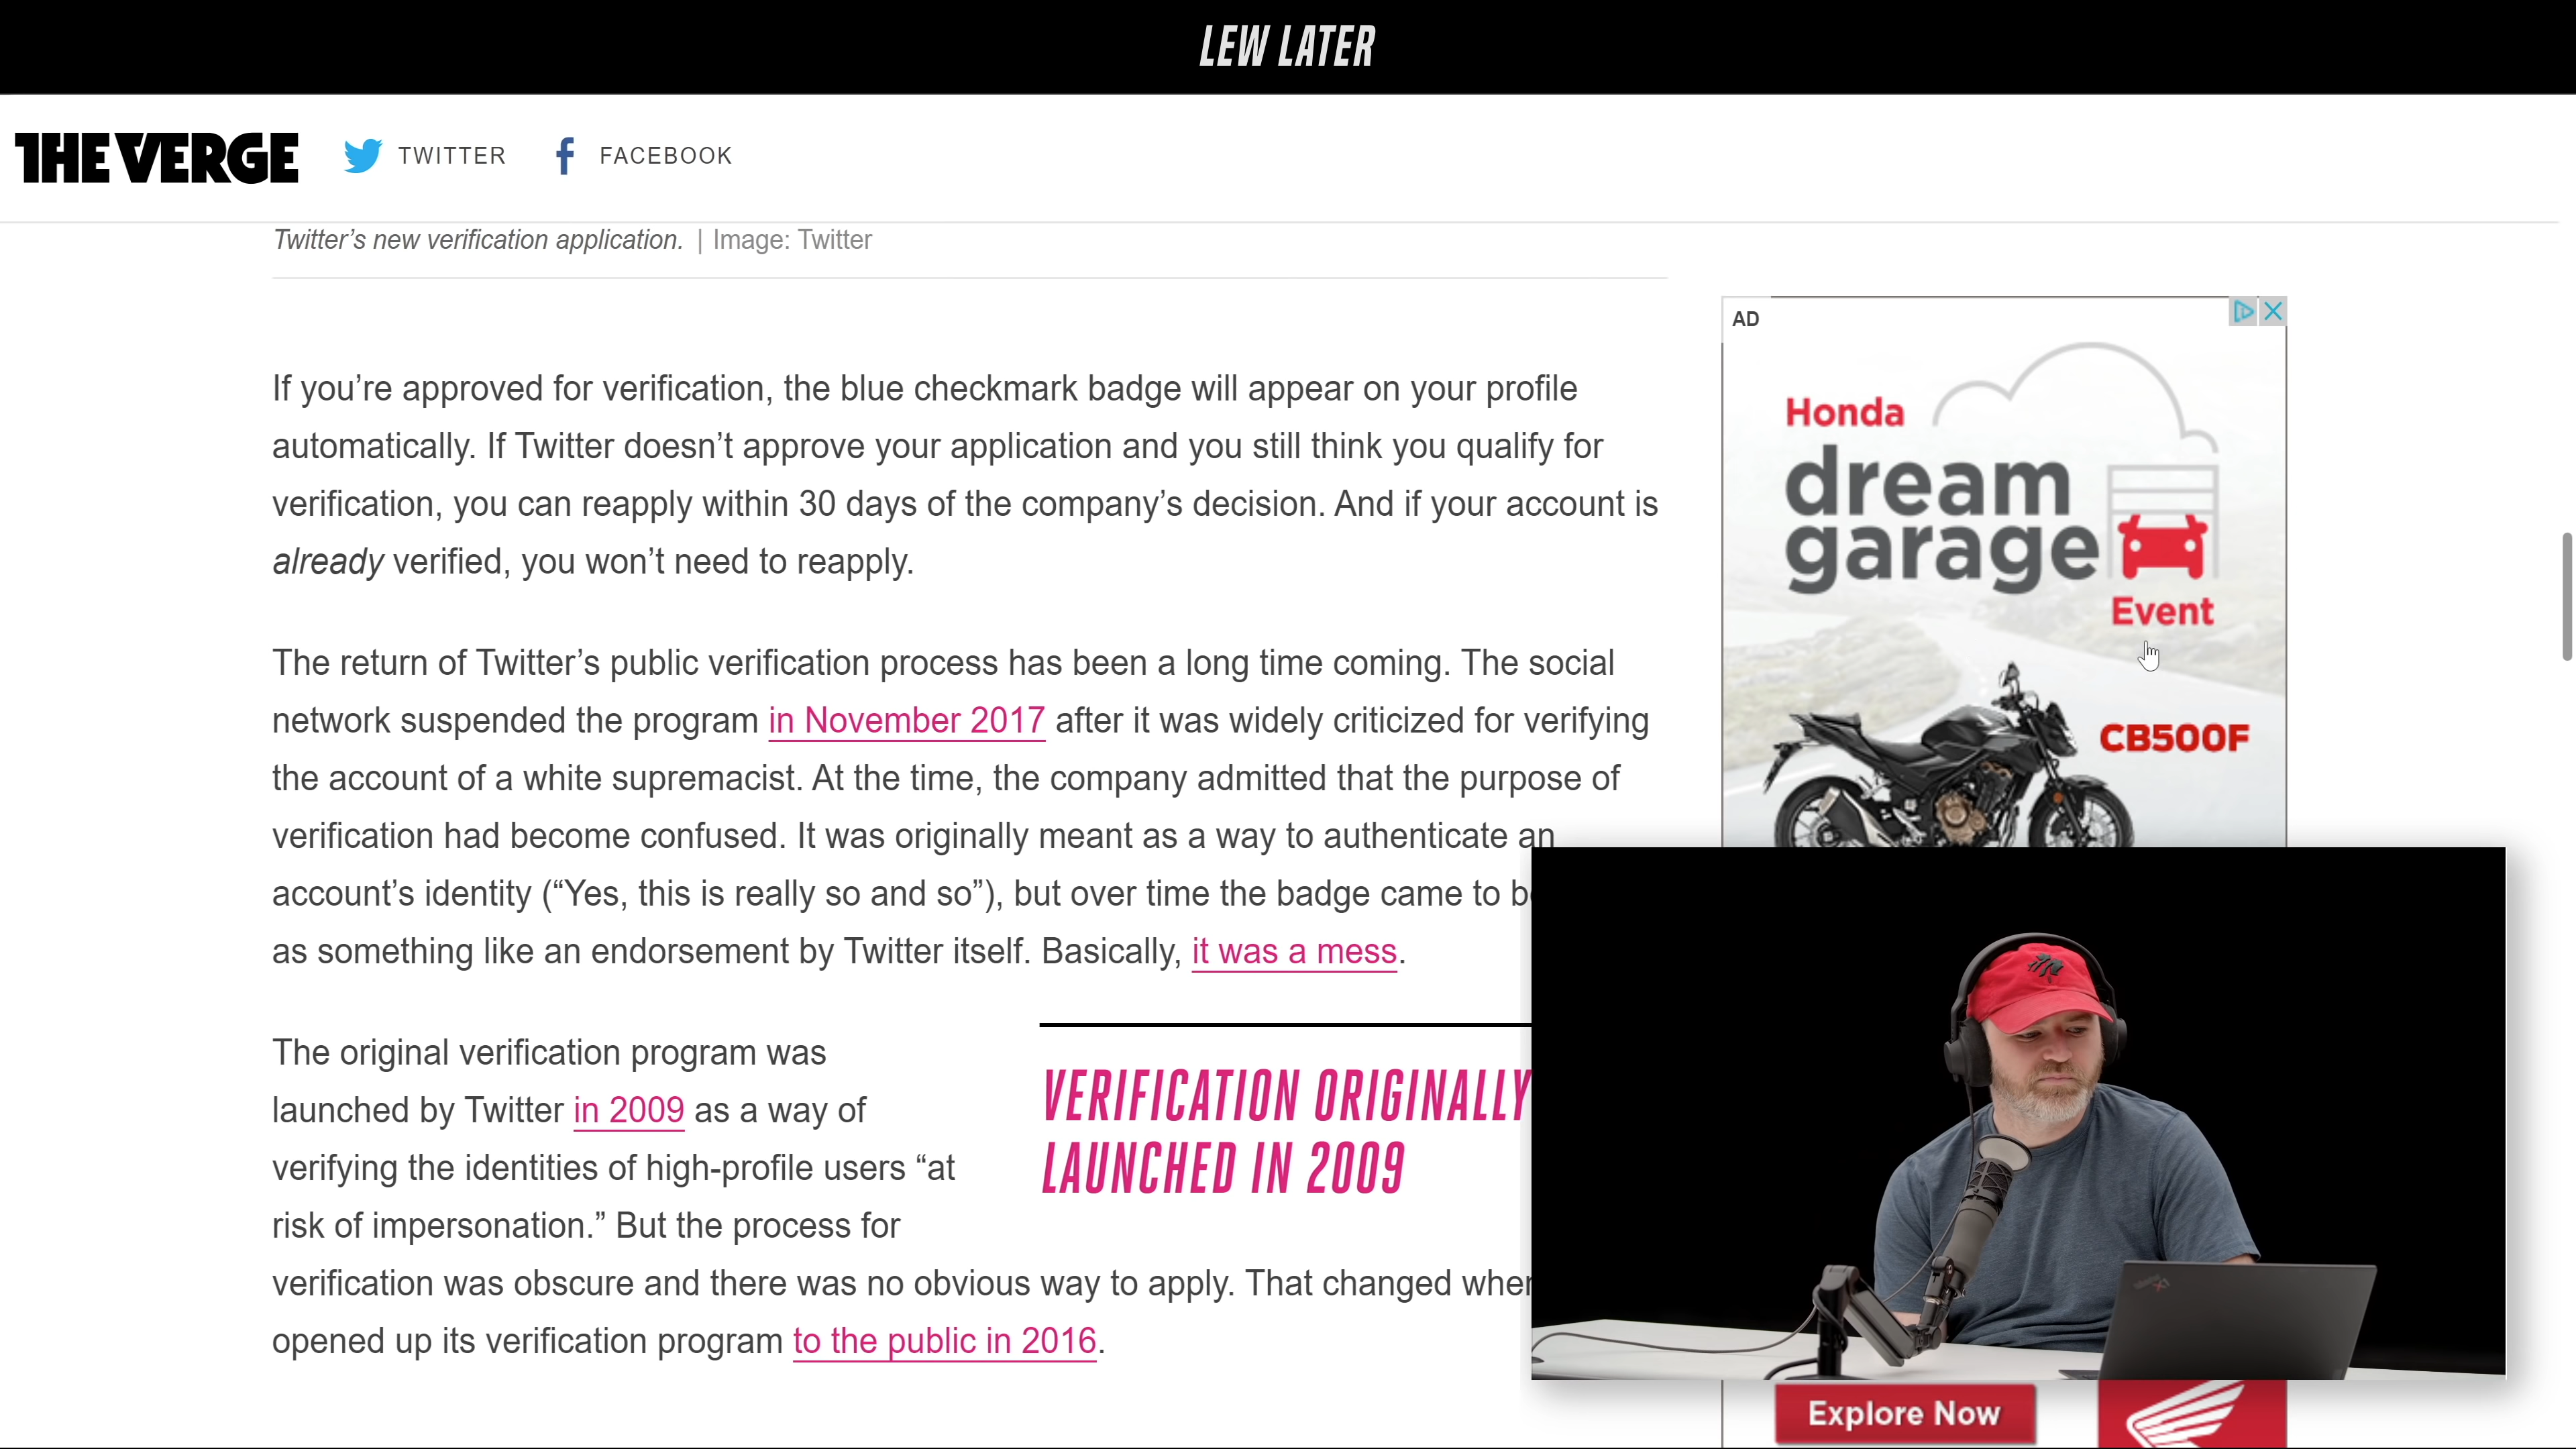 LEW LATER
THE VERGE
TWITTER
FACEBOOK
Twitter’s new verification application. | Image: Twitter
If you’re approved for verification, the blue checkmark badge will appear on your profile
automatically. If Twitter doesn’t approve your application and you still think you qualify for
verification, you can reapply within 30 days of the company’s decision. And if your account is
already verified, you won’t need to reapply.
The return of Twitter’s public verification process has been a long time coming. The social
network suspended the program in November 2017 after it was widely criticized for verifying
the account of a white supremacist. At the time, the company admitted that the purpose of
verification had become confused. It was originally meant as a way to authenticate an
account’s identity (“Yes, this is really so and so”), but over time the badge came to
as something like an endorsement by Twitter itself. Basically, it was a mess.
The original verification program was
launched by Twitter in 2009 as a way of
verifying the identities of high-profile users “at
risk of impersonation.” But the process for
verification was obscure and there was no obvious way to apply. That changed
opened up its verification program to the public in 2016.
VERIFICATION ORIGINALLY
LAUNCHED IN 2009
AD
Honda
dream
garage
Event
CB500F
Explore Now